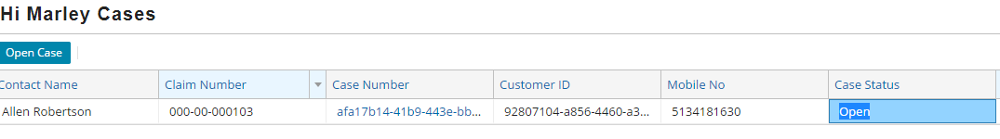 Hi Marley Cases
Open Case
Contact Name Claim Number Case Number Customer ID Mobile No Case Status
Allen Robertson 000-00-000103 afa17b14-41b9-443e-bb... 92807104-a856-4460-a3... 5134181630 Open